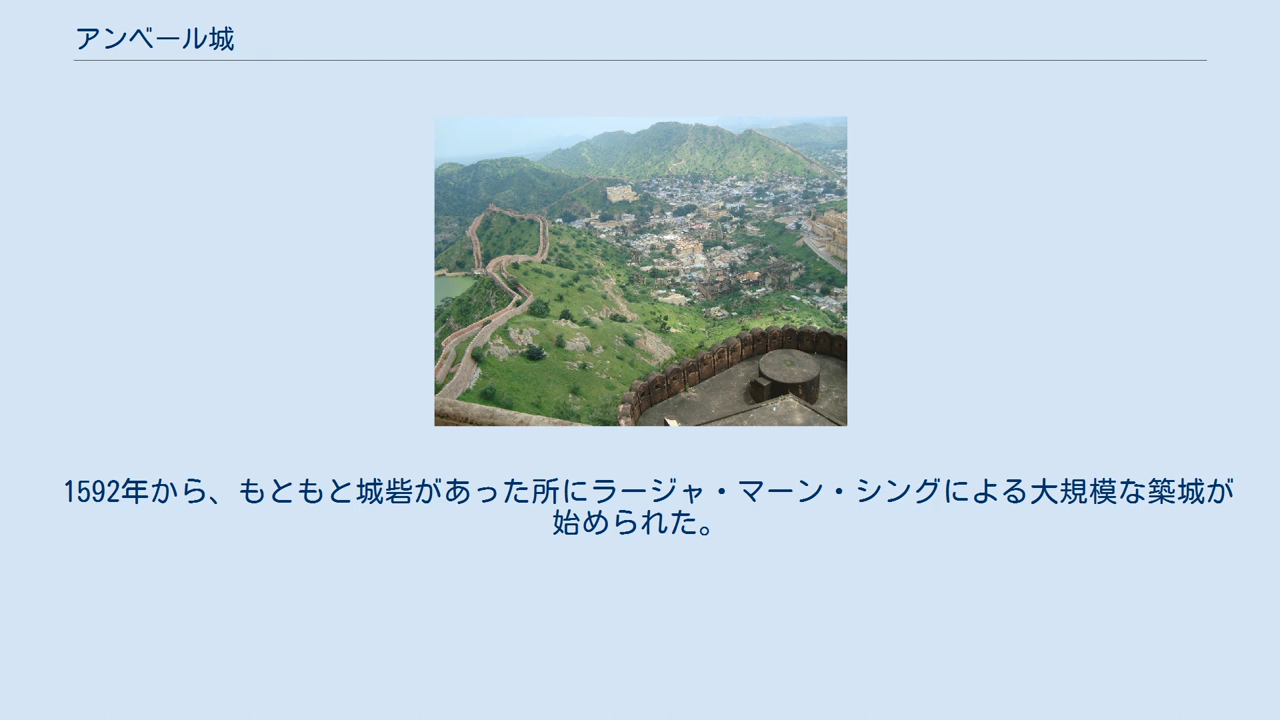 アンベール城
1592年から、もともと城砦があった所にラージャ・マーン・シングによる大規模な築城が
始められた。